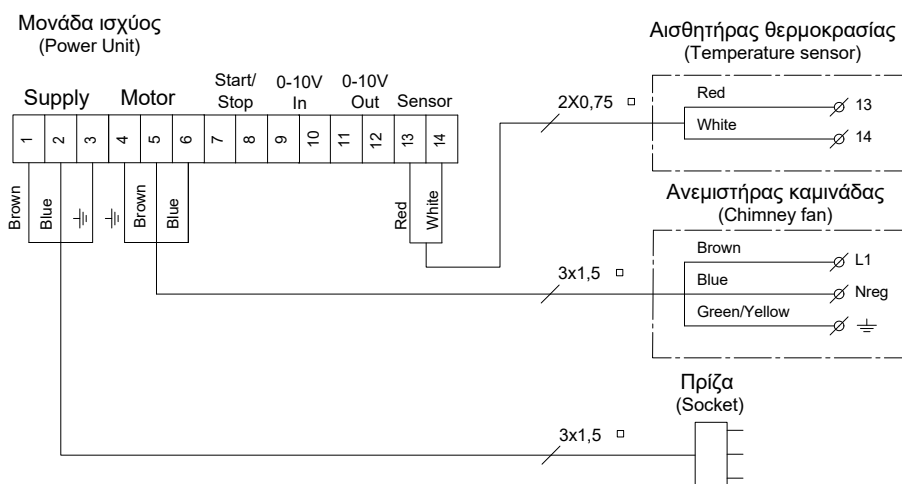 Μονάδα ισχύος
(Power Unit)
Supply
Motor
Start/
Stop
0-10V
In
0-10V
Out
Sensor
1
2
3
4
5
6
7
8
9
10
11
12
13
14
Brown
Blue
Brown
Blue
Red
White
2X0,75
3x1,5
3x1,5
Αισθητήρας θερμοκρασίας
(Temperature sensor)
Red
13
White
14
Ανεμιστήρας καμινάδας
(Chimney fan)
Brown
L1
Blue
Nreg
Green/Yellow
Πρίζα
(Socket)